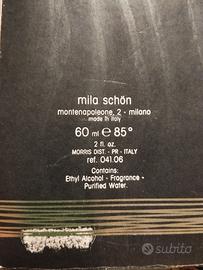 mila schön
montenapoleone, 2 - milano
made in italy
60 ml e 85°
2 fl. oz.
MORRIS DIST. - PR - ITALY
ref. 041.06
Contains:
Ethyl Alcohol - Fragrance -
Purified Water.
subito